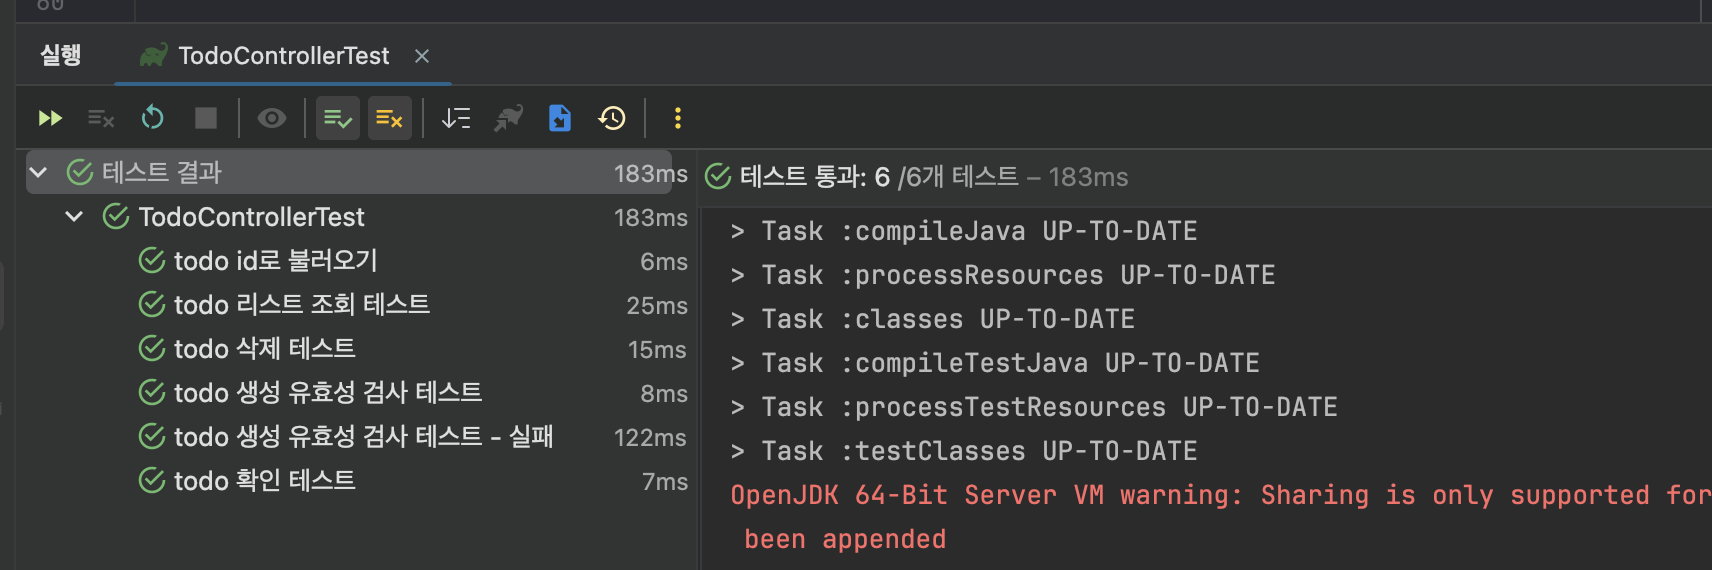 60
실행 TodoControllerTest
테스트 결과 183ms
TodoControllerTest 183ms
todo id로 불러오기 6ms
todo 리스트 조회 테스트 25ms
todo 삭제 테스트 15ms
todo 생성 유효성 검사 테스트 8ms
todo 생성 유효성 검사 테스트 - 실패 122ms
todo 확인 테스트 7ms
테스트 통과: 6 /6개 테스트 – 183ms
> Task :compileJava UP-TO-DATE
> Task :processResources UP-TO-DATE
> Task :classes UP-TO-DATE
> Task :compileTestJava UP-TO-DATE
> Task :processTestResources UP-TO-DATE
> Task :testClasses UP-TO-DATE
OpenJDK 64-Bit Server VM warning: Sharing is only supported for
been appended